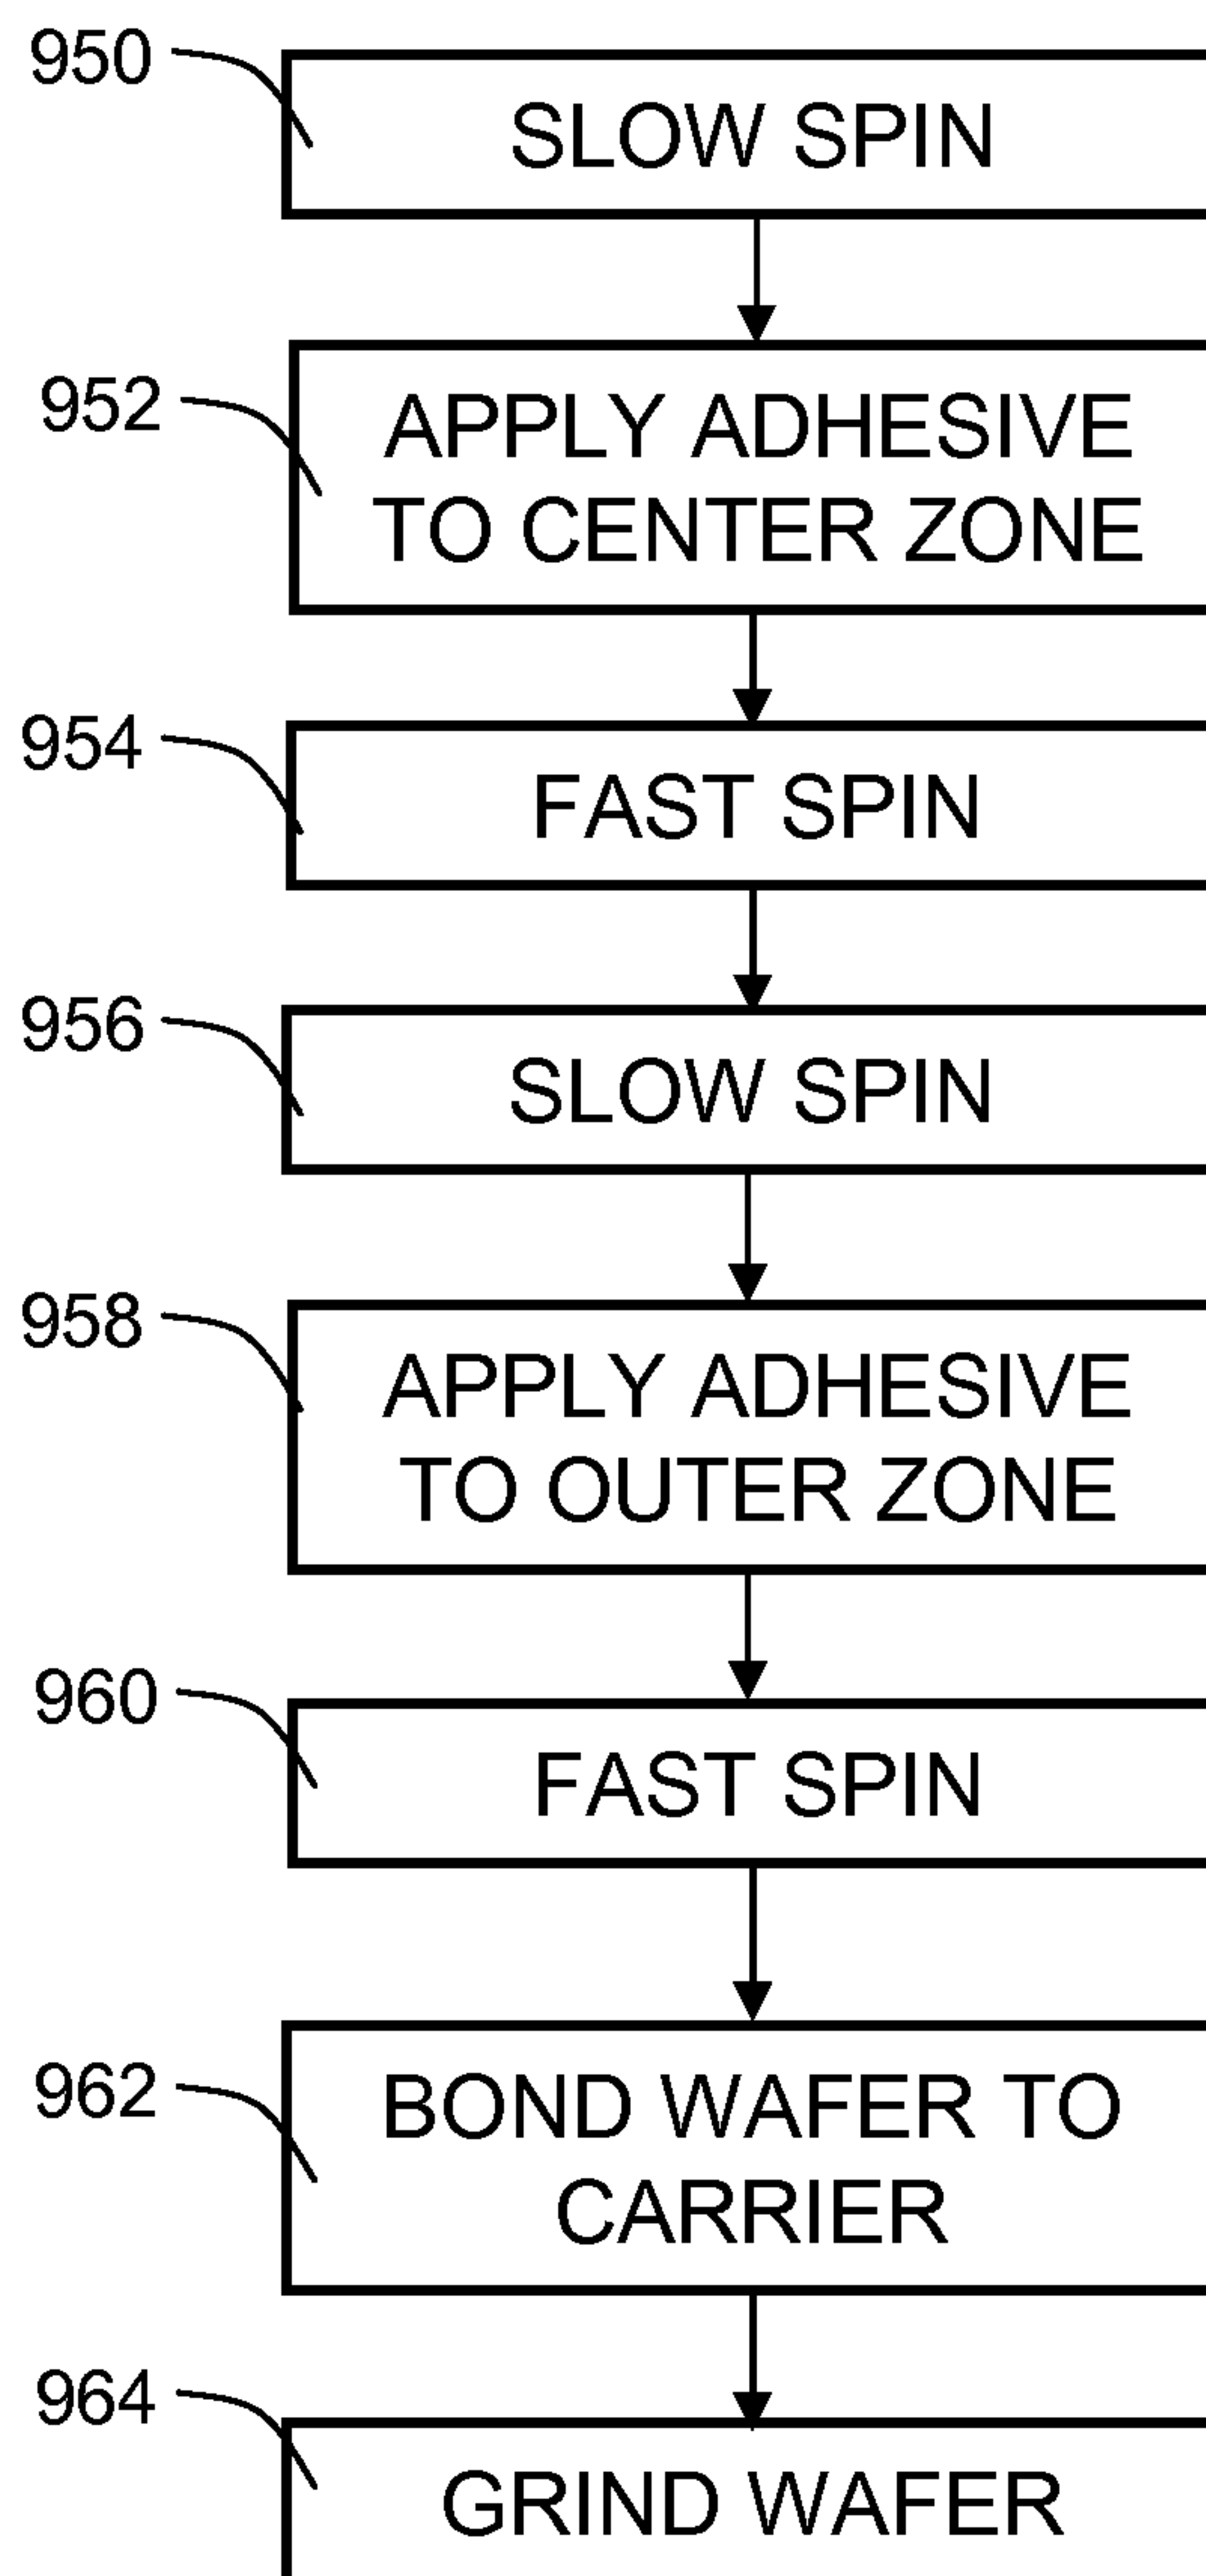 950
SLOW SPIN
952
APPLY ADHESIVE
TO CENTER ZONE
954
FAST SPIN
956
SLOW SPIN
958
APPLY ADHESIVE
TO OUTER ZONE
960
FAST SPIN
962
BOND WAFER TO
CARRIER
964
GRIND WAFER